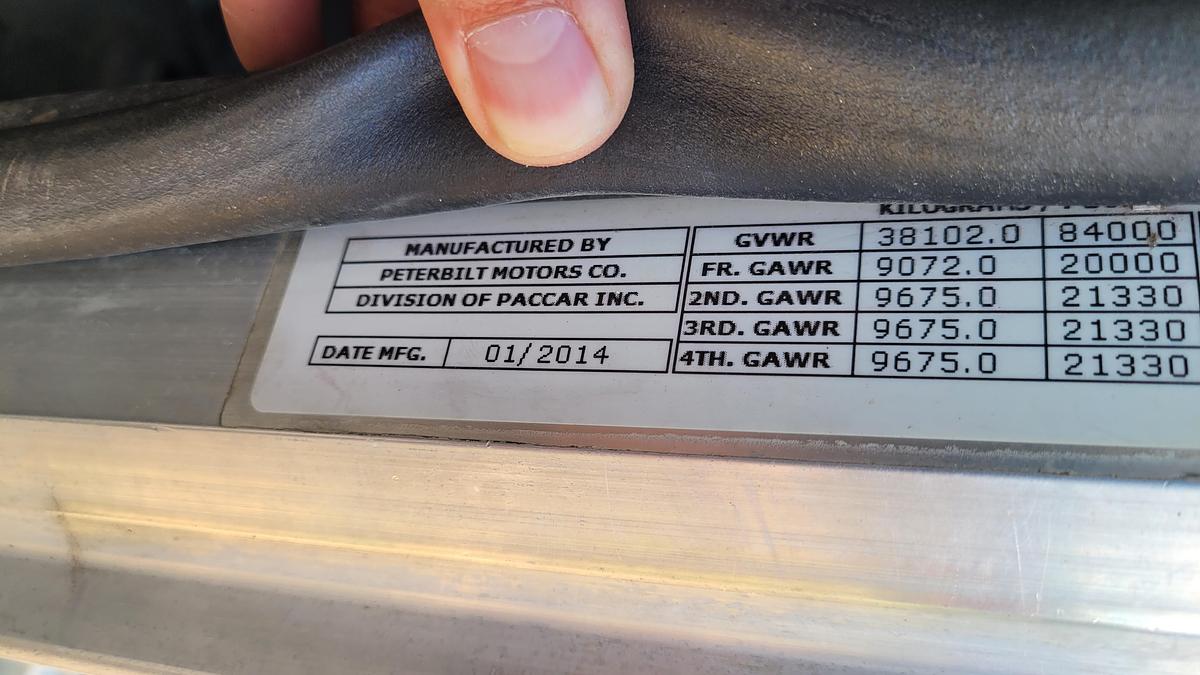 KILOGRAMS /
MANUFACTURED BY
PETERBILT MOTORS CO.
DIVISION OF PACCAR INC.
DATE MFG. 01/2014
GVWR 38102.0 84000
FR. GAWR 9072.0 20000
2ND. GAWR 9675.0 21330
3RD. GAWR 9675.0 21330
4TH. GAWR 9675.0 21330